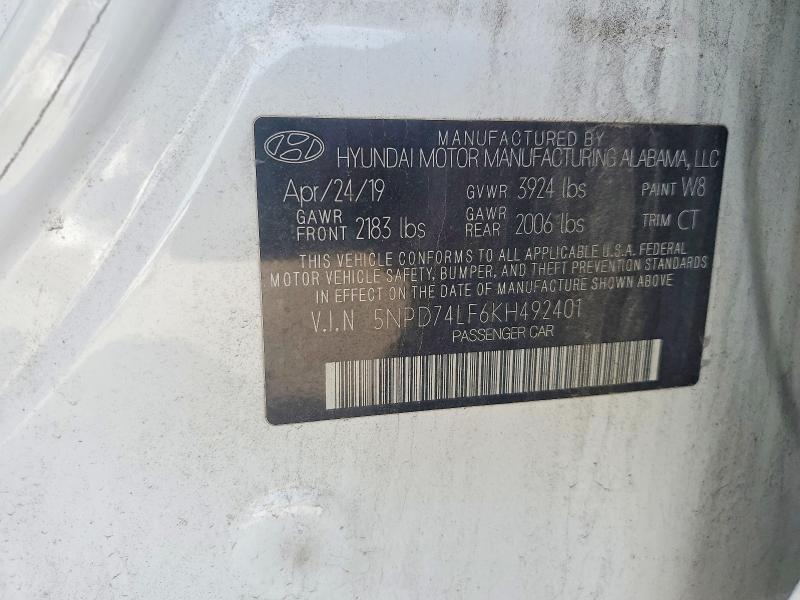 MANUFACTURED BY
HYUNDAI MOTOR MANUFACTURING ALABAMA, LLC
Apr/24/19 GVWR 3924 lbs PAINT W8
GAWR FRONT 2183 lbs GAWR REAR 2006 lbs TRIM CT
THIS VEHICLE CONFORMS TO ALL APPLICABLE U.S.A. FEDERAL
MOTOR VEHICLE SAFETY, BUMPER, AND THEFT PREVENTION STANDARDS
IN EFFECT ON THE DATE OF MANUFACTURE SHOWN ABOVE
V.I.N 5NPD74LF6KH492401
PASSENGER CAR